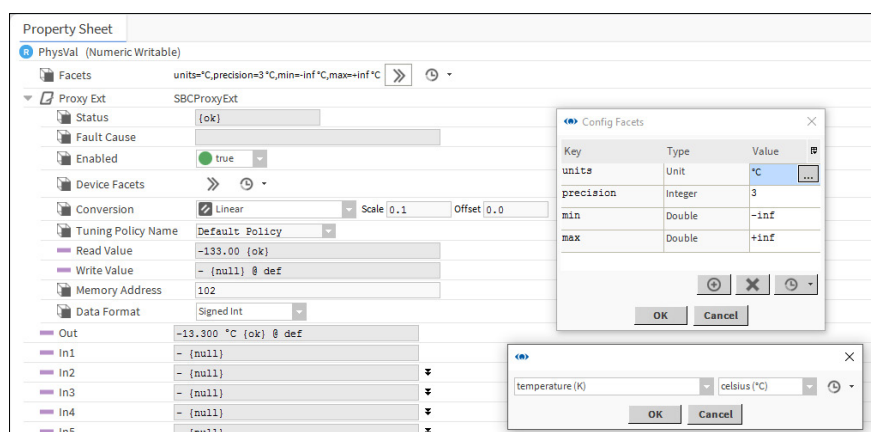 Property Sheet
R PhysVal (Numeric Writable)
Facets units=°C,precision=3 °C,min=-inf °C,max=+inf °C
Proxy Ext SBCProxyExt
Status {ok}
Fault Cause
Enabled true
Device Facets
Conversion Linear Scale 0.1 Offset 0.0
Tuning Policy Name Default Policy
Read Value -133.00 {ok}
Write Value - {null} @ def
Memory Address 102
Data Format Signed Int
Out -13.300 °C {ok} @ def
In1 - {null}
In2 - {null}
In3 - {null}
In4 - {null}
In5 - {null}
Config Facets
Key Type Value
units Unit °C ...
precision Integer 3
min Double -inf
max Double +inf
OK Cancel
temperature (K) celsius (°C)
OK Cancel